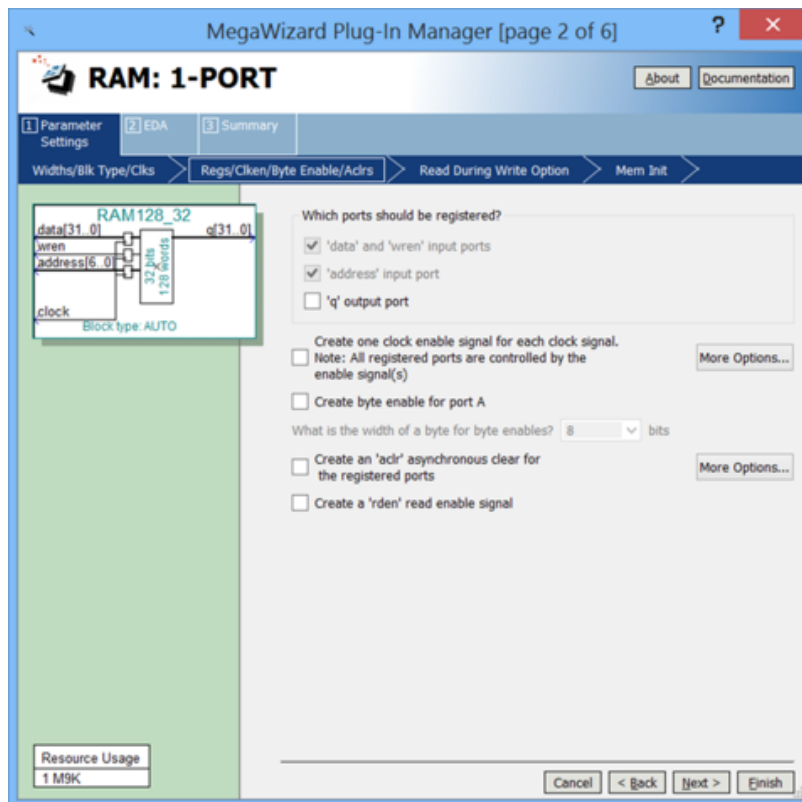 MegaWizard Plug-In Manager [page 2 of 6]
?
RAM: 1-PORT
About
Documentation
1 Parameter Settings
2 EDA
3 Summary
Widths/Blk Type/Clks
Regs/Clken/Byte Enable/Aclrs
Read During Write Option
Mem Init
RAM128_32
data[31..0]
q[31..0]
wren
address[6..0]
32 bits
128 words
clock
Block type: AUTO
Which ports should be registered?
'data' and 'wren' input ports
'address' input port
'q' output port
Create one clock enable signal for each clock signal.
Note: All registered ports are controlled by the
enable signal(s)
More Options...
Create byte enable for port A
What is the width of a byte for byte enables? 8 bits
Create an 'aclr' asynchronous clear for
the registered ports
More Options...
Create a 'rden' read enable signal
Resource Usage
1 M9K
Cancel
< Back
Next >
Finish